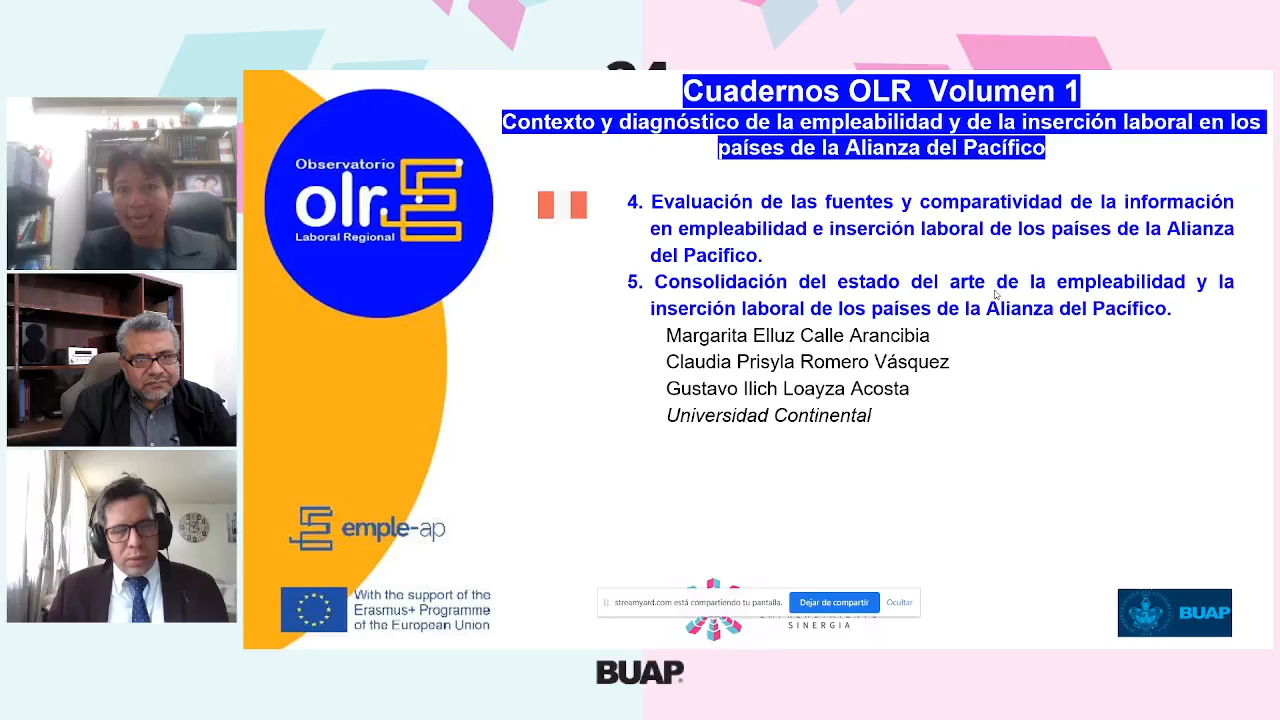 Cuadernos OLR Volumen 1
Contexto y diagnóstico de la empleabilidad y de la inserción laboral en los
países de la Alianza del Pacífico
Observatorio
olr
Laboral Regional
4. Evaluación de las fuentes y comparatividad de la información
en empleabilidad e inserción laboral de los países de la Alianza
del Pacifico.
5. Consolidación del estado del arte de la empleabilidad y la
inserción laboral de los países de la Alianza del Pacífico.
Margarita Elluz Calle Arancibia
Claudia Prisyla Romero Vásquez
Gustavo Ilich Loayza Acosta
Universidad Continental
emple-ap
With the support of the
Erasmus+ Programme
of the European Union
streamyard.com está compartiendo tu pantalla.
Dejar de compartir
Ocultar
SINERGIA
BUAP
BUAP